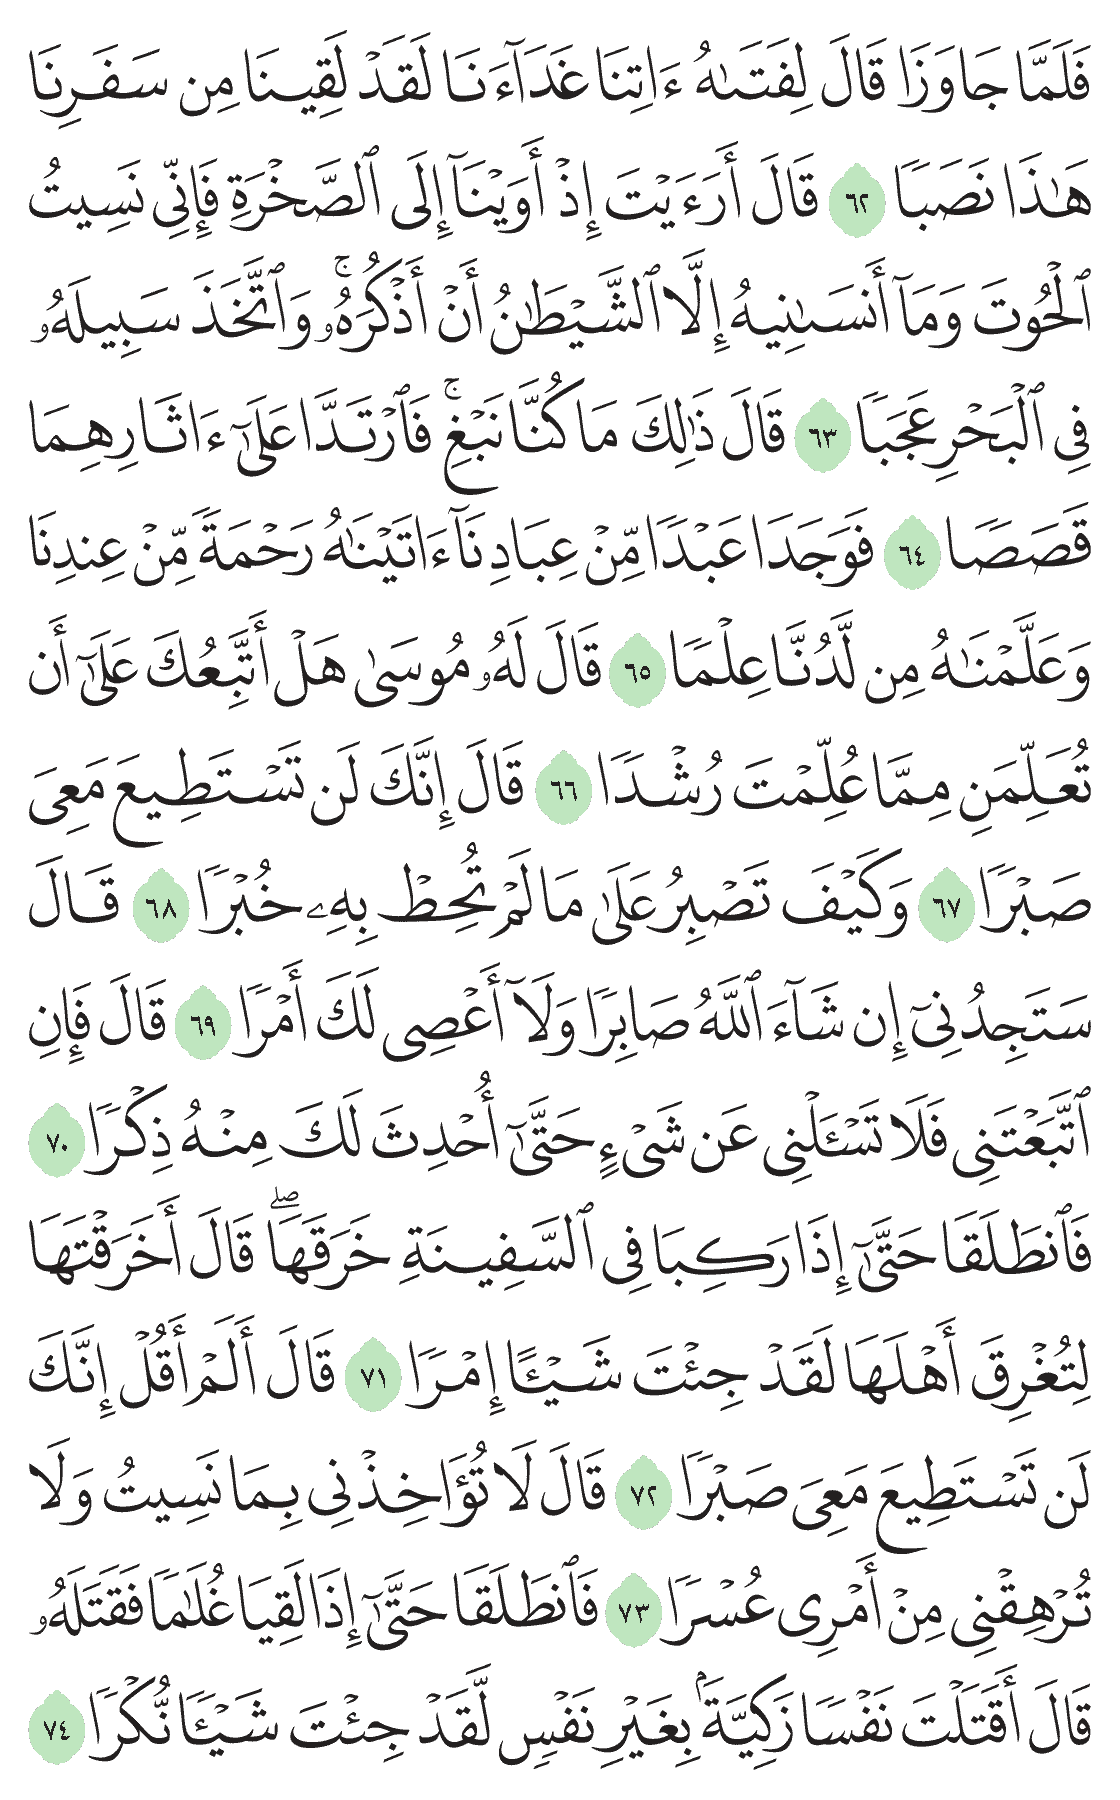 فَلَمَّا جَاوَزَا قَالَ لِفَتَىٰهُ ءَاتِنَا غَدَآءَنَا لَقَدۡ لَقِينَا مِن سَفَرِنَا
هَٰذَا نَصَبٗا ٦٢ قَالَ أَرَءَيۡتَ إِذۡ أَوَيۡنَآ إِلَى ٱلصَّخۡرَةِ فَإِنِّي نَسِيتُ
ٱلۡحُوتَ وَمَآ أَنسَىٰنِيهُ إِلَّا ٱلشَّيۡطَٰنُ أَنۡ أَذۡكُرَهُۥۚ وَٱتَّخَذَ سَبِيلَهُۥ
فِي ٱلۡبَحۡرِ عَجَبٗا ٦٣ قَالَ ذَٰلِكَ مَا كُنَّا نَبۡغِۚ فَٱرۡتَدَّا عَلَىٰٓ ءَاثَارِهِمَا
قَصَصٗا ٦٤ فَوَجَدَا عَبۡدٗا مِّنۡ عِبَادِنَآ ءَاتَيۡنَٰهُ رَحۡمَةٗ مِّنۡ عِندِنَا
وَعَلَّمۡنَٰهُ مِن لَّدُنَّا عِلۡمٗا ٦٥ قَالَ لَهُۥ مُوسَىٰ هَلۡ أَتَّبِعُكَ عَلَىٰٓ أَن
تُعَلِّمَنِ مِمَّا عُلِّمۡتَ رُشۡدٗا ٦٦ قَالَ إِنَّكَ لَن تَسۡتَطِيعَ مَعِيَ
صَبۡرٗا ٦٧ وَكَيۡفَ تَصۡبِرُ عَلَىٰ مَا لَمۡ تُحِطۡ بِهِۦ خُبۡرٗا ٦٨ قَالَ
سَتَجِدُنِيٓ إِن شَآءَ ٱللَّهُ صَابِرٗا وَلَآ أَعۡصِي لَكَ أَمۡرٗا ٦٩ قَالَ فَإِنِ
ٱتَّبَعۡتَنِي فَلَا تَسۡـَٔلۡنِي عَن شَيۡءٍ حَتَّىٰٓ أُحۡدِثَ لَكَ مِنۡهُ ذِكۡرٗا ٧٠
فَٱنطَلَقَا حَتَّىٰٓ إِذَا رَكِبَا فِي ٱلسَّفِينَةِ خَرَقَهَاۖ قَالَ أَخَرَقۡتَهَا
لِتُغۡرِقَ أَهۡلَهَا لَقَدۡ جِئۡتَ شَيۡـًٔا إِمۡرٗا ٧١ قَالَ أَلَمۡ أَقُلۡ إِنَّكَ
لَن تَسۡتَطِيعَ مَعِيَ صَبۡرٗا ٧٢ قَالَ لَا تُؤَاخِذۡنِي بِمَا نَسِيتُ وَلَا
تُرۡهِقۡنِي مِنۡ أَمۡرِي عُسۡرٗا ٧٣ فَٱنطَلَقَا حَتَّىٰٓ إِذَا لَقِيَا غُلَٰمٗا فَقَتَلَهُۥ
قَالَ أَقَتَلۡتَ نَفۡسٗا زَكِيَّةَۢ بِغَيۡرِ نَفۡسٖ لَّقَدۡ جِئۡتَ شَيۡـٔٗا نُّكۡرٗا ٧٤